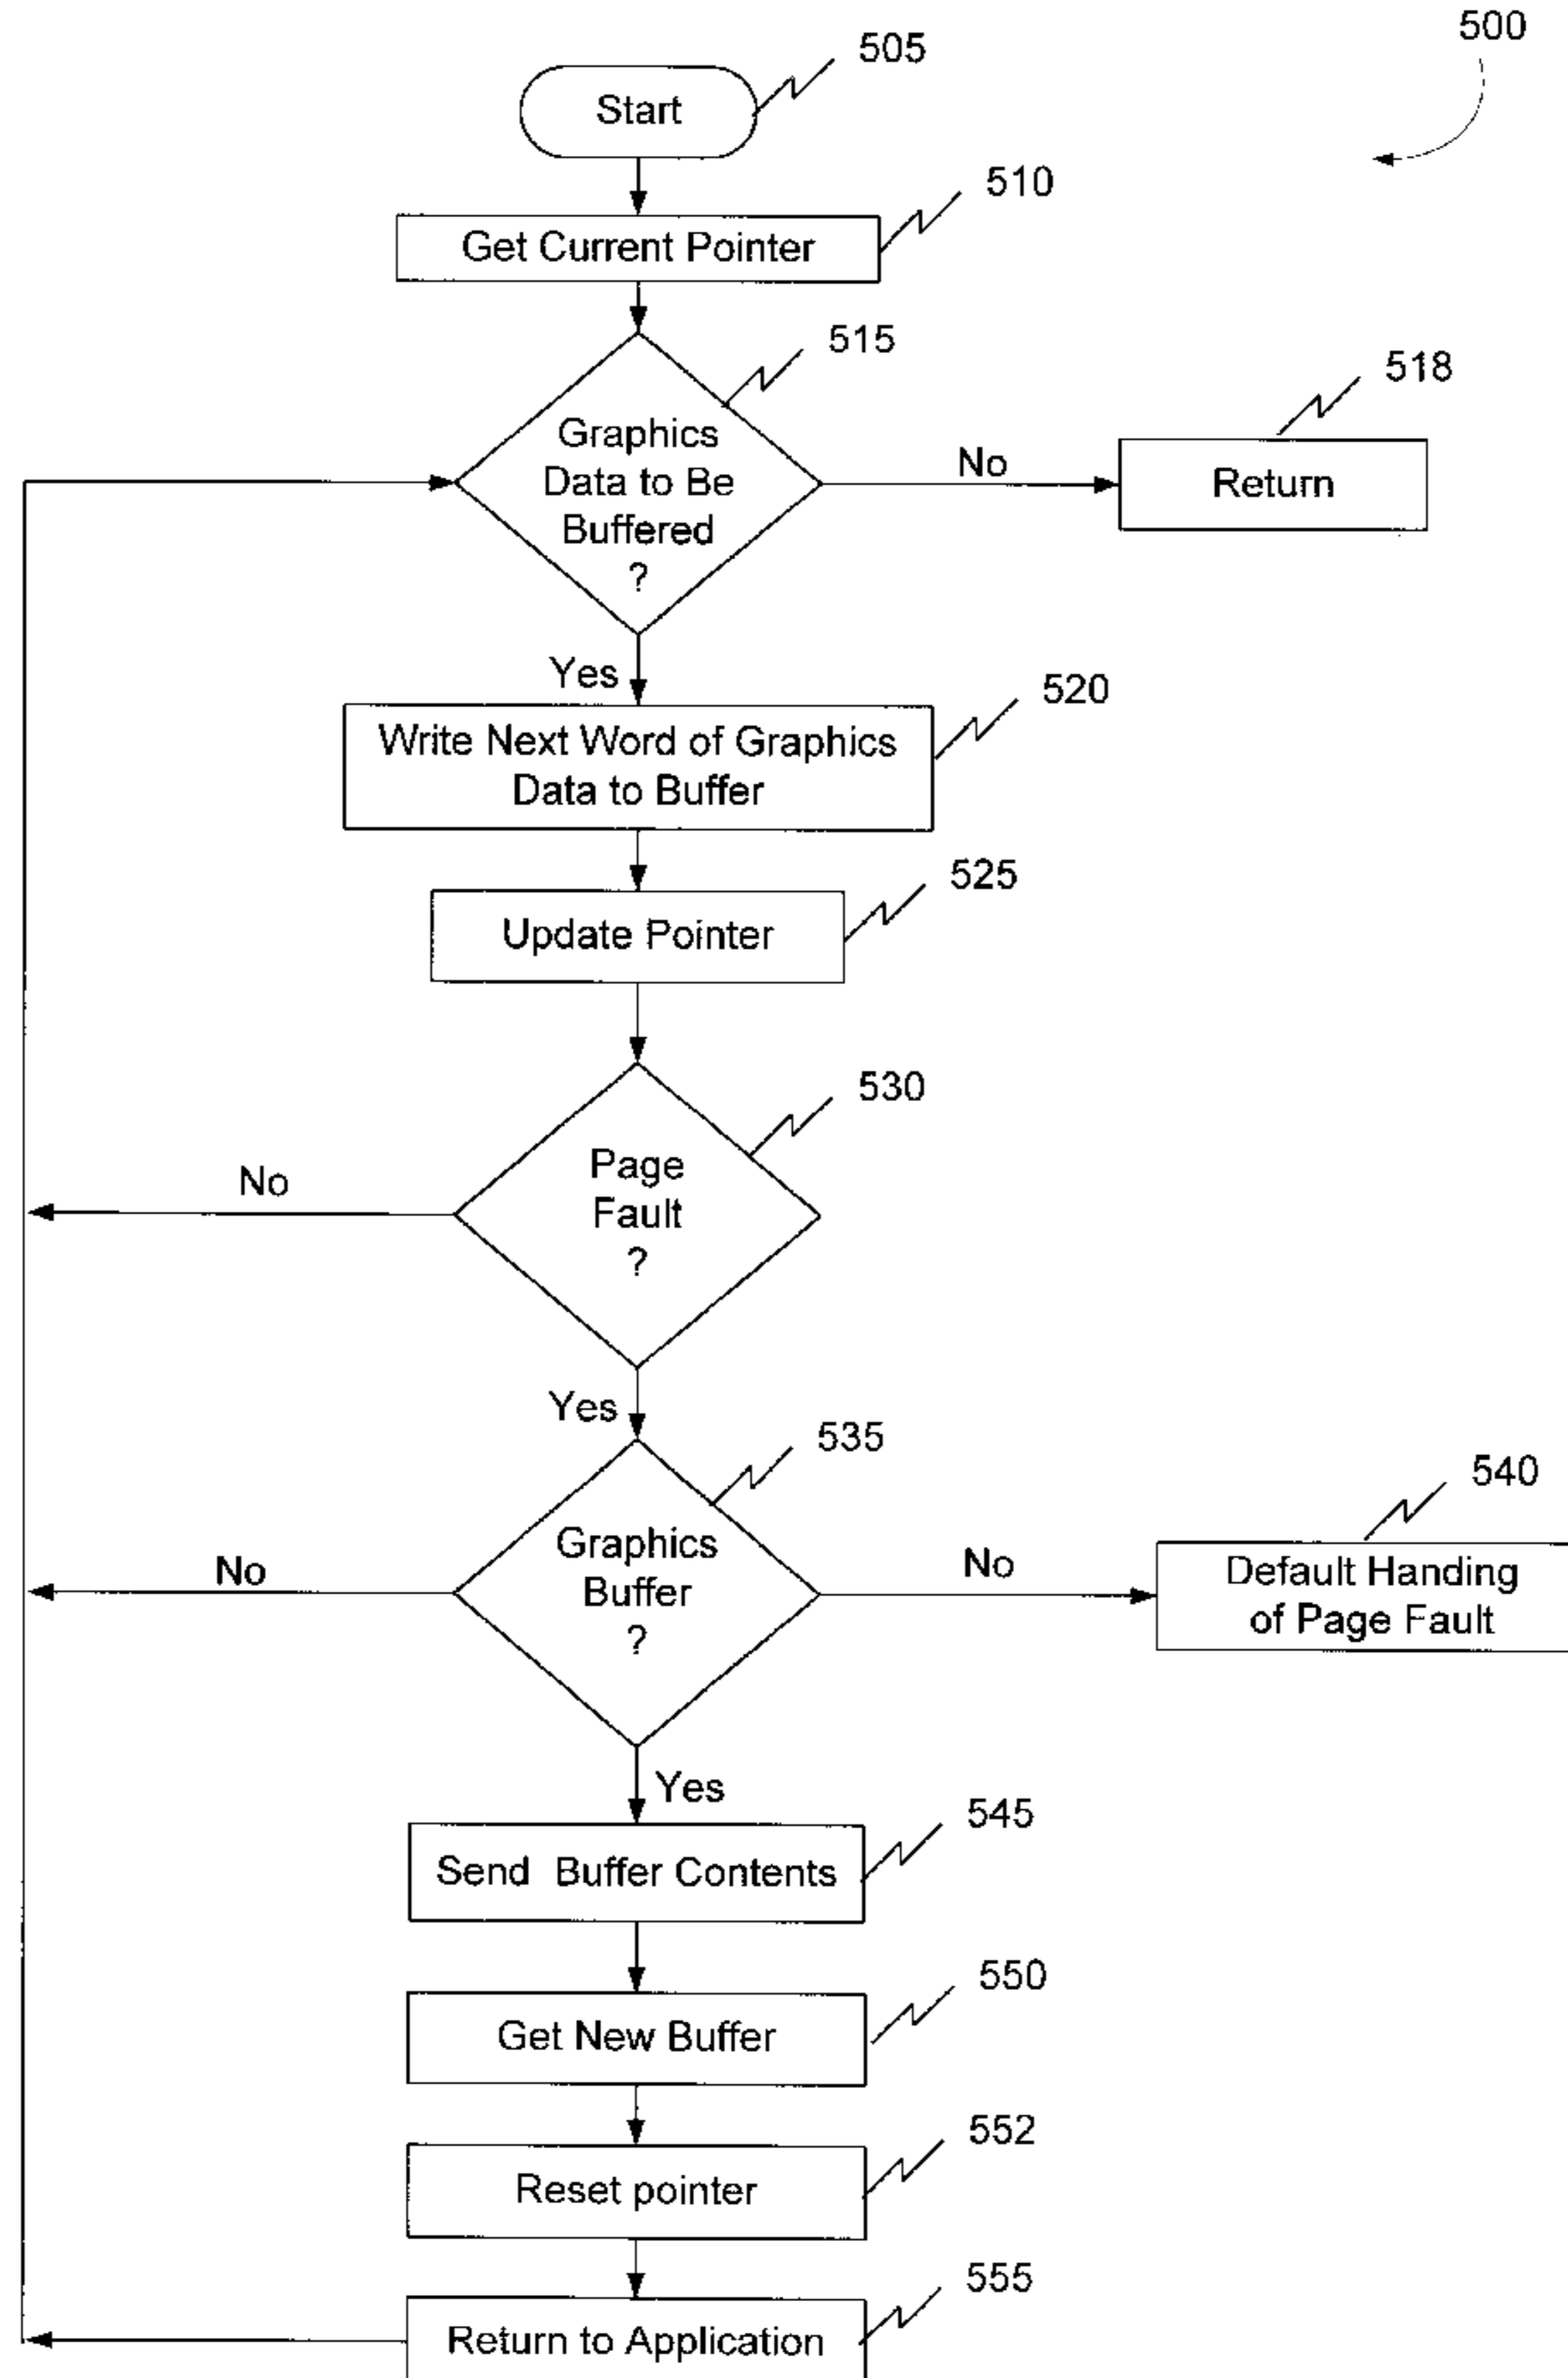 500
505
Start
510
Get Current Pointer
515
518
Graphics
Data to Be
Buffered
?
No
Return
Yes
520
Write Next Word of Graphics
Data to Buffer
525
Update Pointer
530
Page
Fault
?
No
Yes
535
540
Graphics
Buffer
?
No
No
Default Handing
of Page Fault
Yes
545
Send Buffer Contents
550
Get New Buffer
552
Reset pointer
555
Return to Application